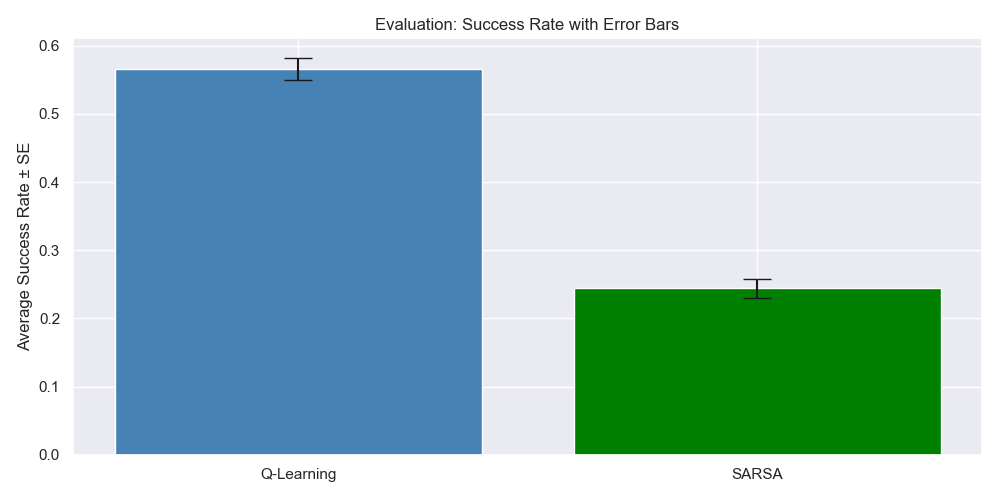 Evaluation: Success Rate with Error Bars
Average Success Rate ± SE
0.6
0.5
0.4
0.3
0.2
0.1
0.0
Q-Learning
SARSA